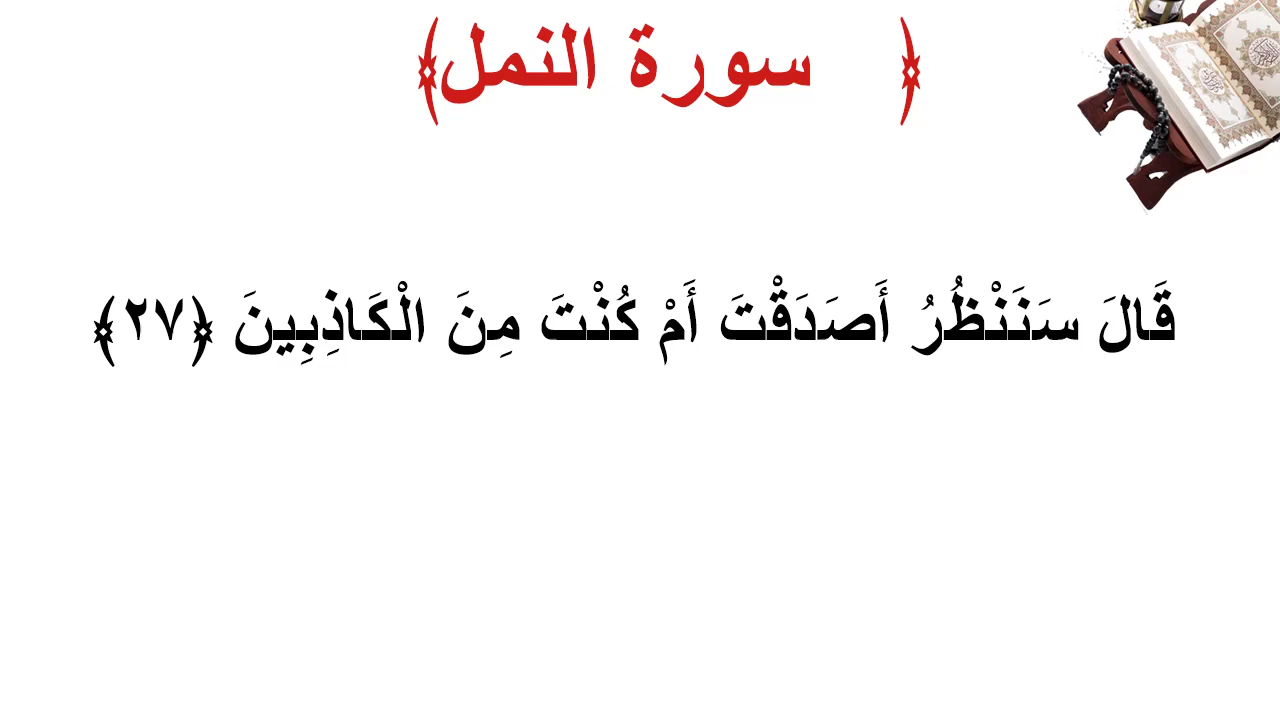 ﴿ سورة النمل﴾
قَالَ سَنَنْظُرُ أَصَدَقْتَ أَمْ كُنْتَ مِنَ الْكَاذِبِينَ ﴿٢٧﴾